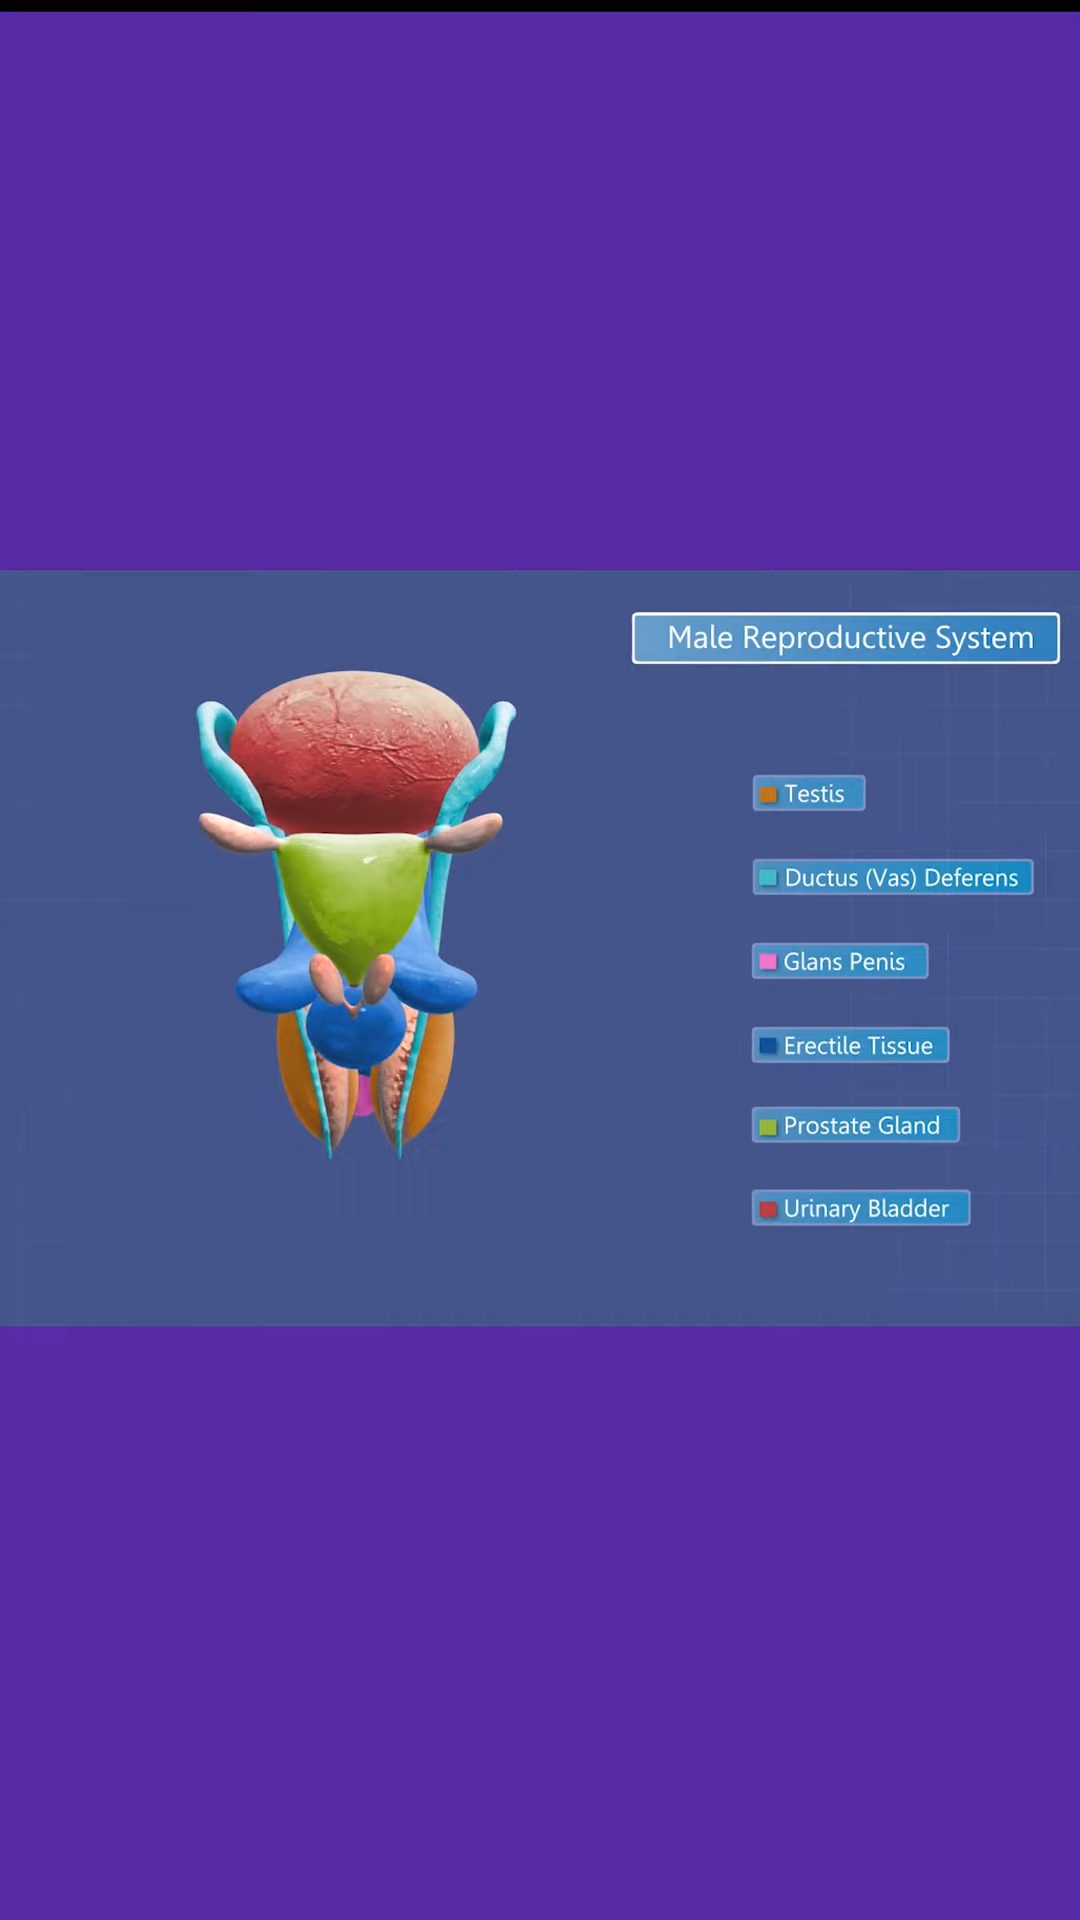 Male Reproductive System
Testis
Ductus (Vas) Deferens
Glans Penis
Erectile Tissue
Prostate Gland
Urinary Bladder